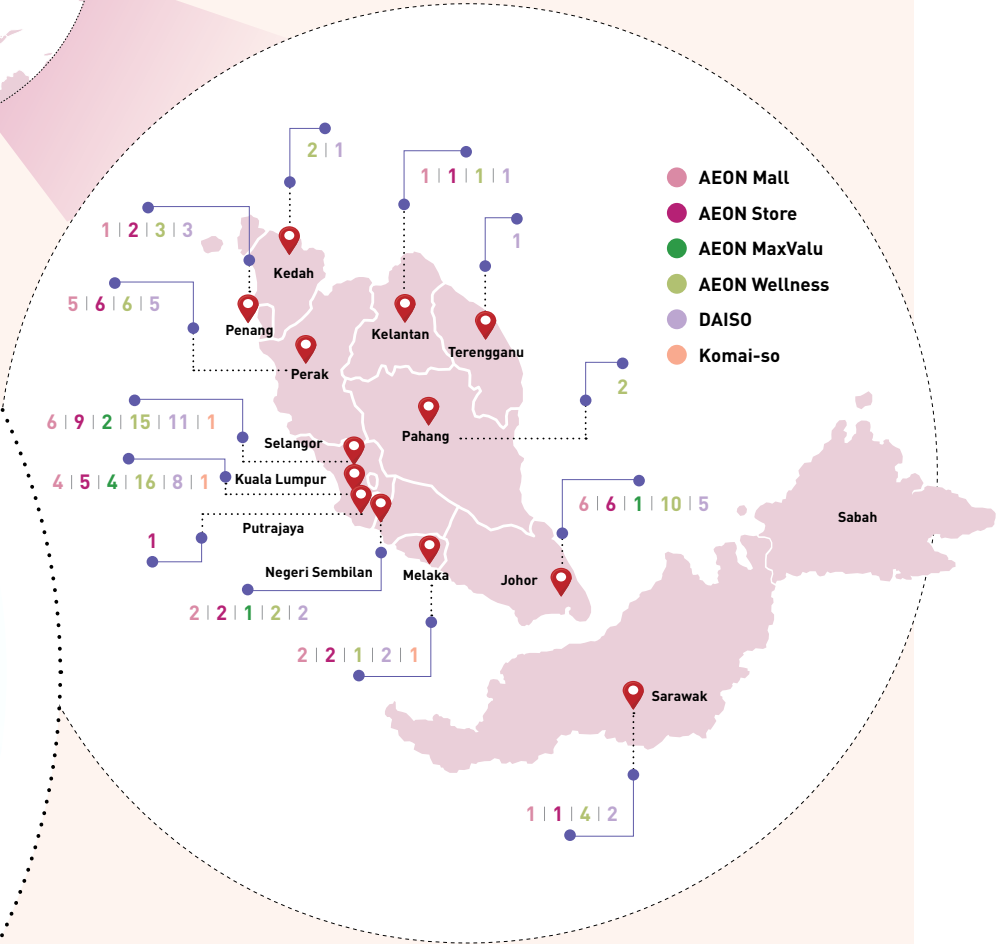 2 | 1
1 | 1 | 1 | 1
AEON Mall
AEON Store
AEON MaxValu
AEON Wellness
DAISO
Komai-so
1 | 2 | 3 | 3
1
Kedah
5 | 6 | 6 | 5
Penang
Kelantan
Terengganu
Perak
2
6 | 9 | 2 | 15 | 11 | 1
Pahang
Selangor
4 | 5 | 4 | 16 | 8 | 1
Kuala Lumpur
6 | 6 | 1 | 10 | 5
Sabah
Putrajaya
1
Negeri Sembilan
Melaka
Johor
2 | 2 | 1 | 2 | 2
2 | 2 | 1 | 2 | 1
Sarawak
1 | 1 | 4 | 2